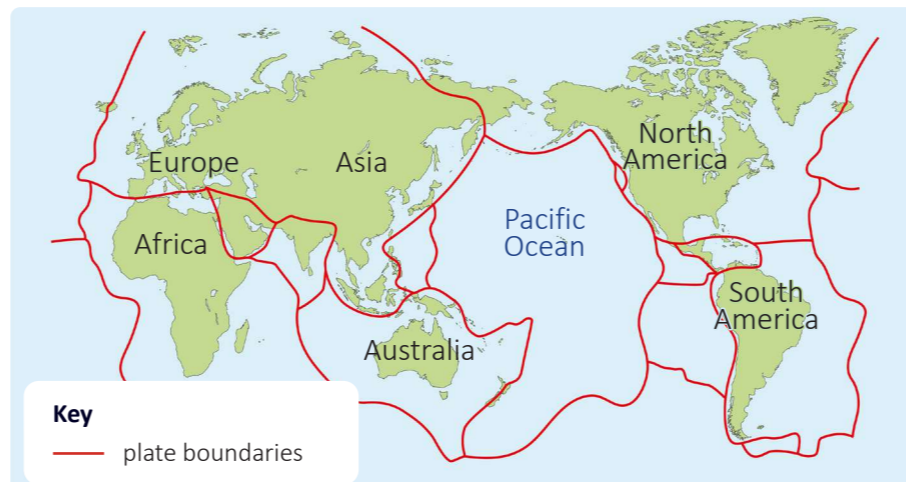 North
America
Europe
Asia
Pacific
Ocean
Africa
South
America
Australia
Key
plate boundaries